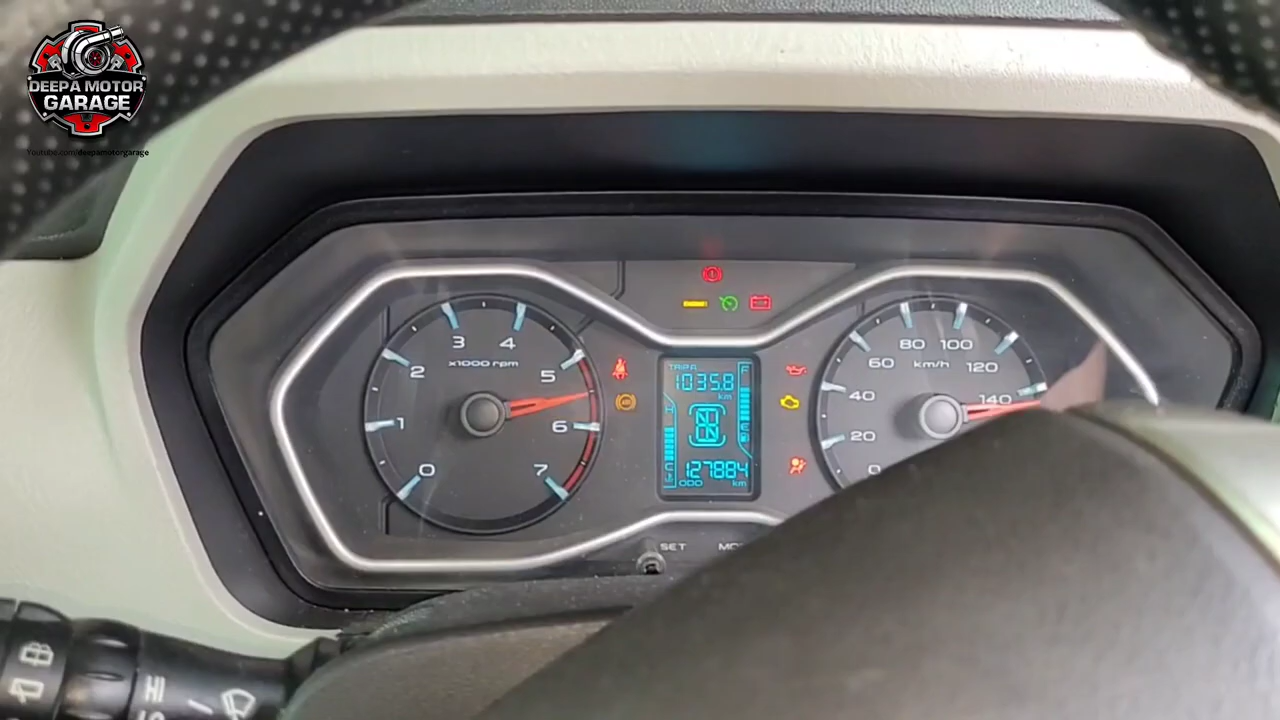 DEEPA MOTOR
GARAGE
Youtube.com/deepamotorgarage
3 4
x1000 rpm
2 5
1 6
0 7
TRIP A
1035.8
km
F
H
E
C
127884
ODO km
80 100
60 km/h 120
40 140
20
0
SET